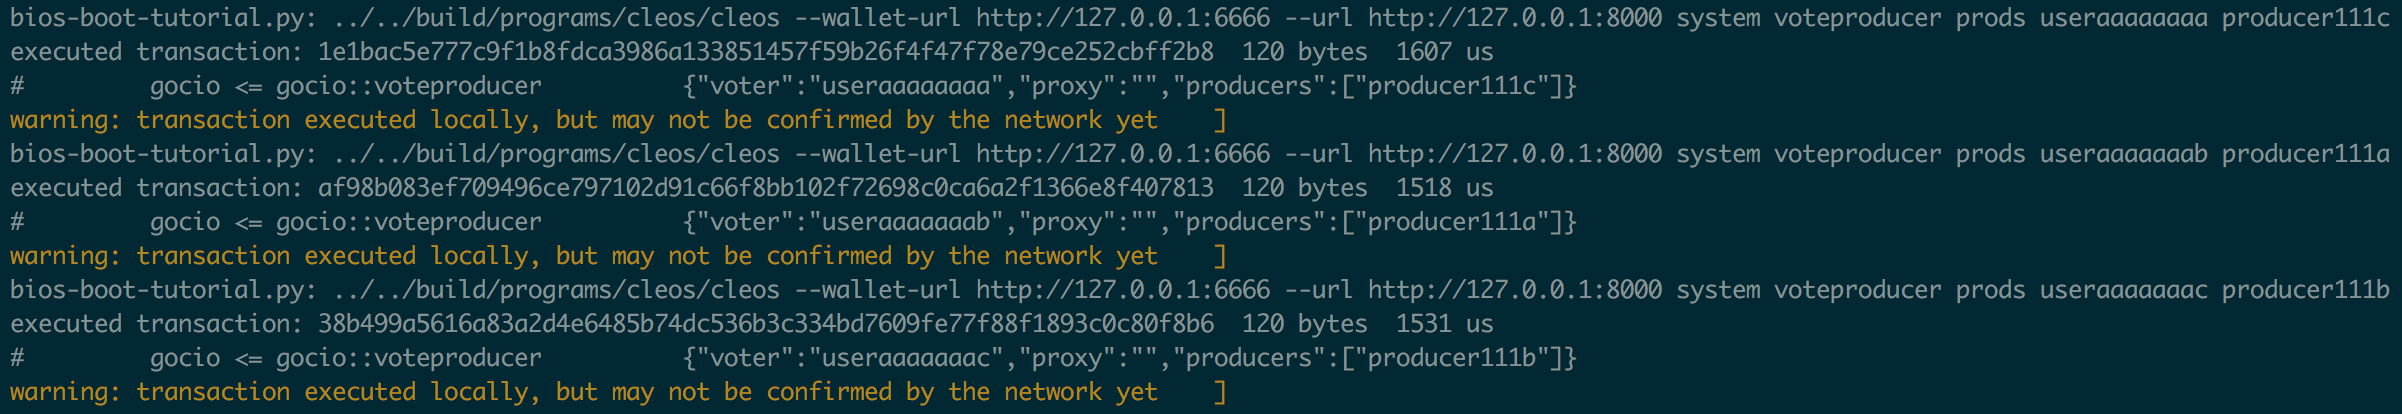 bios-boot-tutorial.py: ../../build/programs/cleos/cleos --wallet-url http://127.0.0.1:6666 --url http://127.0.0.1:8000 system voteproducer prods useraaaaaaaa producer111c
executed transaction: 1e1bac5e777c9f1b8fdca3986a133851457f59b26f4f47f78e79ce252cbff2b8  120 bytes  1607 us
#         gocio <= gocio::voteproducer          {"voter":"useraaaaaaaa","proxy":"","producers":["producer111c"]}
warning: transaction executed locally, but may not be confirmed by the network yet    ]
bios-boot-tutorial.py: ../../build/programs/cleos/cleos --wallet-url http://127.0.0.1:6666 --url http://127.0.0.1:8000 system voteproducer prods useraaaaaaab producer111a
executed transaction: af98b083ef709496ce797102d91c66f8bb102f72698c0ca6a2f1366e8f407813  120 bytes  1518 us
#         gocio <= gocio::voteproducer          {"voter":"useraaaaaaab","proxy":"","producers":["producer111a"]}
warning: transaction executed locally, but may not be confirmed by the network yet    ]
bios-boot-tutorial.py: ../../build/programs/cleos/cleos --wallet-url http://127.0.0.1:6666 --url http://127.0.0.1:8000 system voteproducer prods useraaaaaaac producer111b
executed transaction: 38b499a5616a83a2d4e6485b74dc536b3c334bd7609fe77f88f1893c0c80f8b6  120 bytes  1531 us
#         gocio <= gocio::voteproducer          {"voter":"useraaaaaaac","proxy":"","producers":["producer111b"]}
warning: transaction executed locally, but may not be confirmed by the network yet    ]